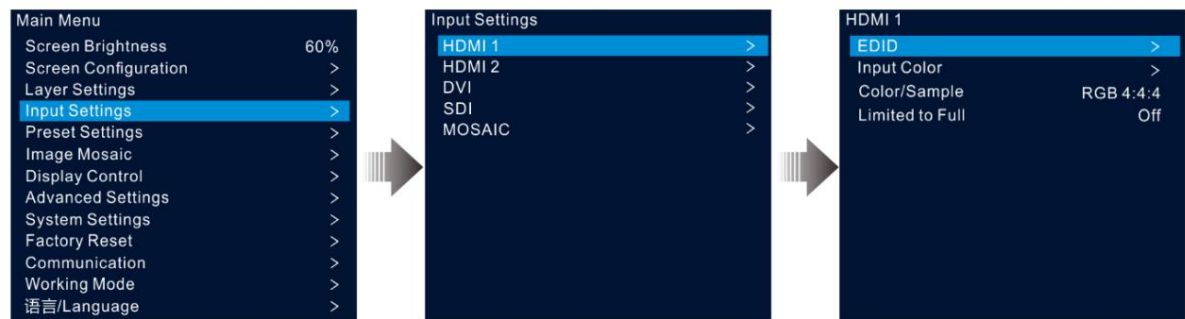 Main Menu
Screen Brightness 60%
Screen Configuration >
Layer Settings >
Input Settings >
Preset Settings >
Image Mosaic >
Display Control >
Advanced Settings >
System Settings >
Factory Reset >
Communication >
Working Mode >
语言/Language >
Input Settings
HDMI 1 >
HDMI 2 >
DVI >
SDI >
MOSAIC >
HDMI 1
EDID >
Input Color >
Color/Sample RGB 4:4:4
Limited to Full Off